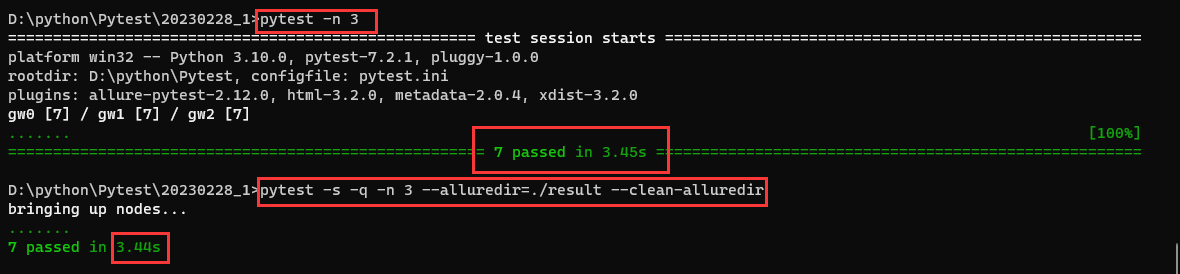 D:\python\Pytest\20230228_1>pytest -n 3
==================================================== test session starts =====================================================
platform win32 -- Python 3.10.0, pytest-7.2.1, pluggy-1.0.0
rootdir: D:\python\Pytest, configfile: pytest.ini
plugins: allure-pytest-2.12.0, html-3.2.0, metadata-2.0.4, xdist-3.2.0
gw0 [7] / gw1 [7] / gw2 [7]
....... [100%]
===================================================== 7 passed in 3.45s ======================================================
D:\python\Pytest\20230228_1>pytest -s -q -n 3 --alluredir=./result --clean-alluredir
bringing up nodes...
.......
7 passed in 3.44s